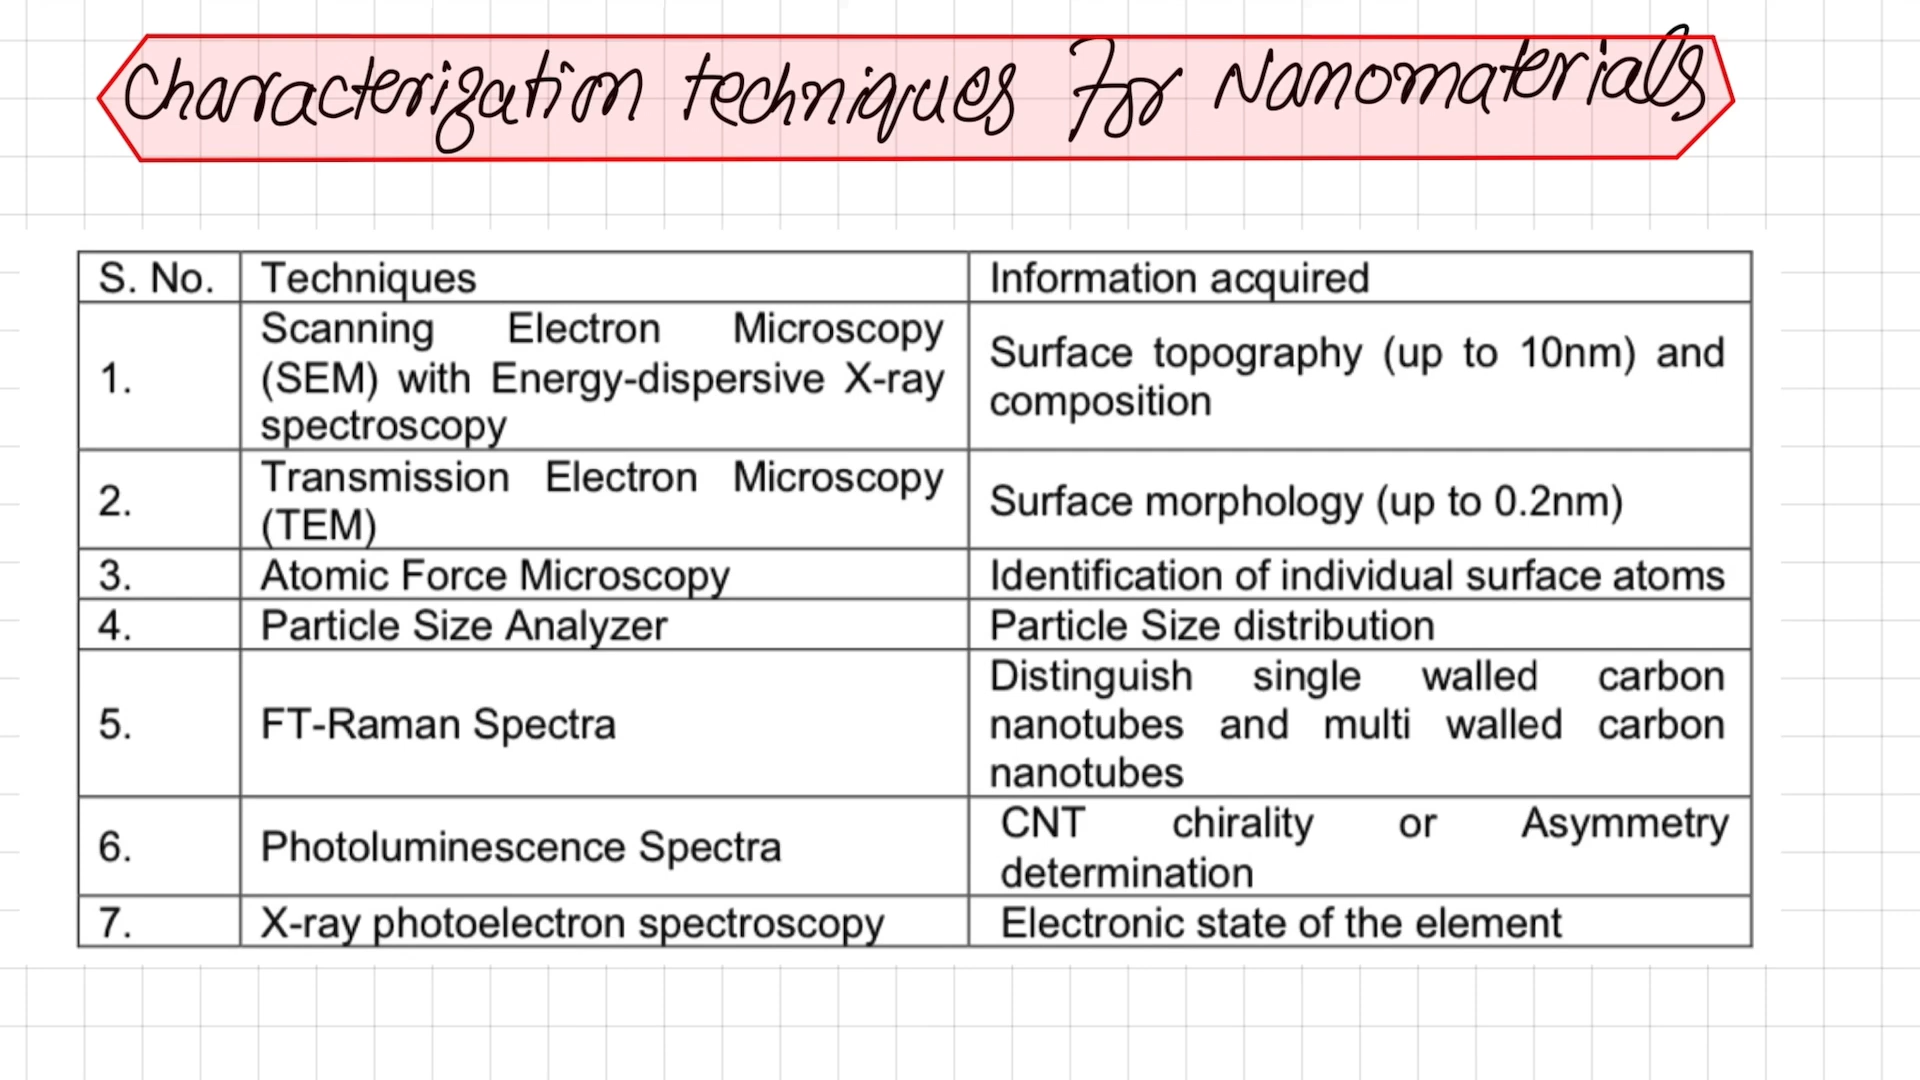 Characterization techniques For Nanomaterials
S. No. Techniques Information acquired
1. Scanning Electron Microscopy
(SEM) with Energy-dispersive X-ray
spectroscopy
Surface topography (up to 10nm) and
composition
2. Transmission Electron Microscopy
(TEM)
Surface morphology (up to 0.2nm)
3. Atomic Force Microscopy Identification of individual surface atoms
4. Particle Size Analyzer Particle Size distribution
5. FT-Raman Spectra
Distinguish single walled carbon
nanotubes and multi walled carbon
nanotubes
6. Photoluminescence Spectra
CNT chirality or Asymmetry
determination
7. X-ray photoelectron spectroscopy Electronic state of the element